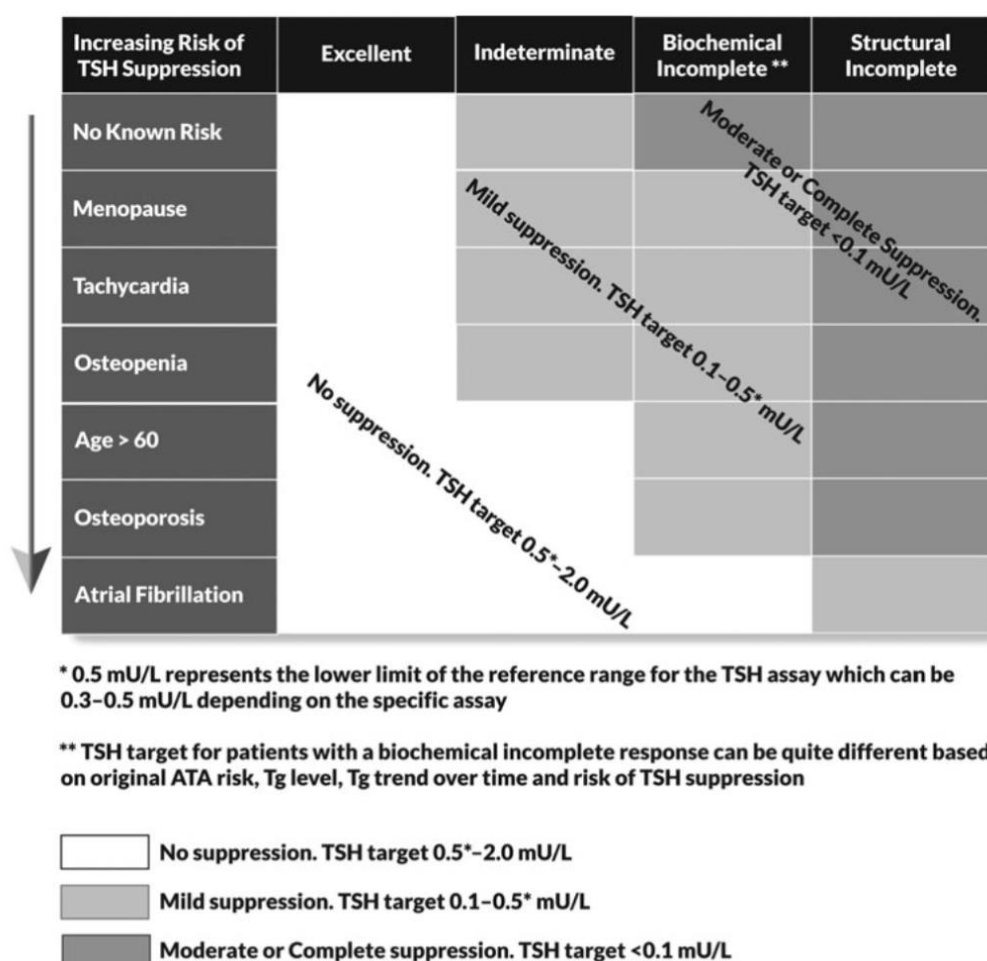 Increasing Risk of
TSH Suppression
Excellent
Indeterminate
Biochemical
Incomplete **
Structural
Incomplete
No Known Risk
Menopause
Tachycardia
Osteopenia
Age > 60
Osteoporosis
Atrial Fibrillation
No suppression. TSH target 0.5*–2.0 mU/L
Mild suppression. TSH target 0.1–0.5* mU/L
Moderate or Complete Suppression.
TSH target <0.1 mU/L
* 0.5 mU/L represents the lower limit of the reference range for the TSH assay which can be
0.3–0.5 mU/L depending on the specific assay
** TSH target for patients with a biochemical incomplete response can be quite different based
on original ATA risk, Tg level, Tg trend over time and risk of TSH suppression
No suppression. TSH target 0.5*–2.0 mU/L
Mild suppression. TSH target 0.1–0.5* mU/L
Moderate or Complete suppression. TSH target <0.1 mU/L